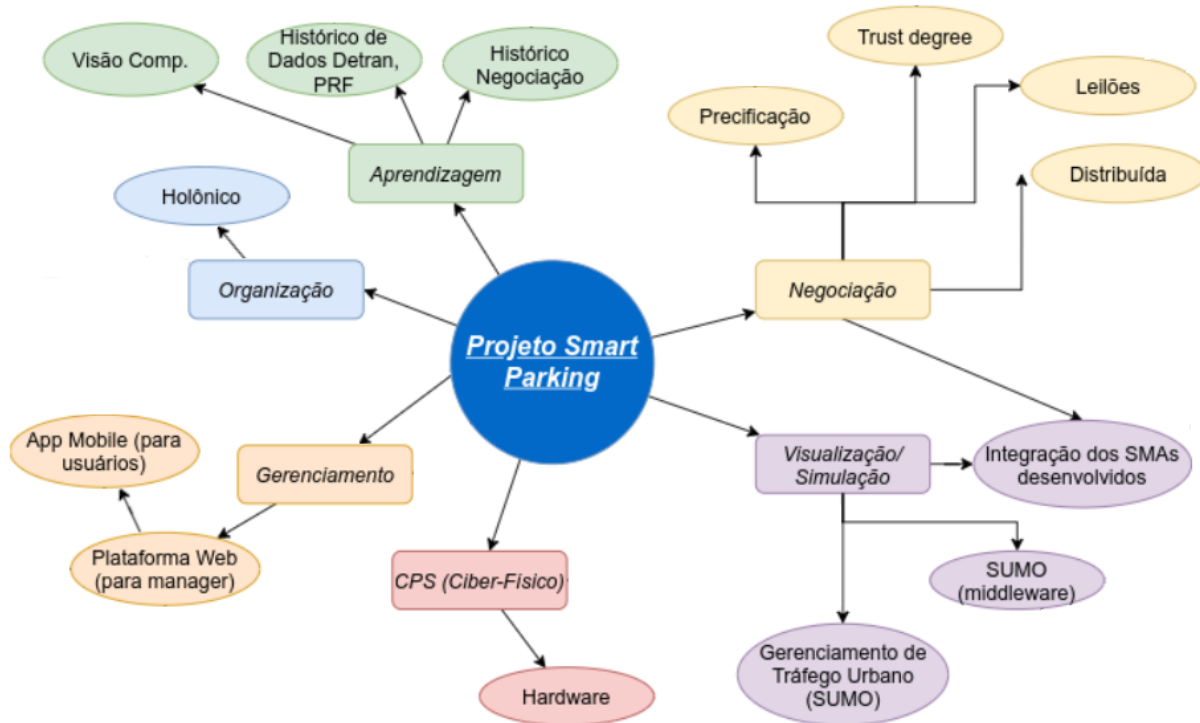 Visão Comp.
Histórico de
Dados Detran,
PRF
Histórico
Negociação
Aprendizagem
Holônico
Organização
Trust degree
Leilões
Precificação
Distribuída
Negociação
Projeto Smart
Parking
App Mobile (para
usuários)
Gerenciamento
Plataforma Web
(para manager)
CPS (Ciber-Físico)
Hardware
Visualização/
Simulação
Integração dos SMAs
desenvolvidos
SUMO
(middleware)
Gerenciamento de
Tráfego Urbano
(SUMO)